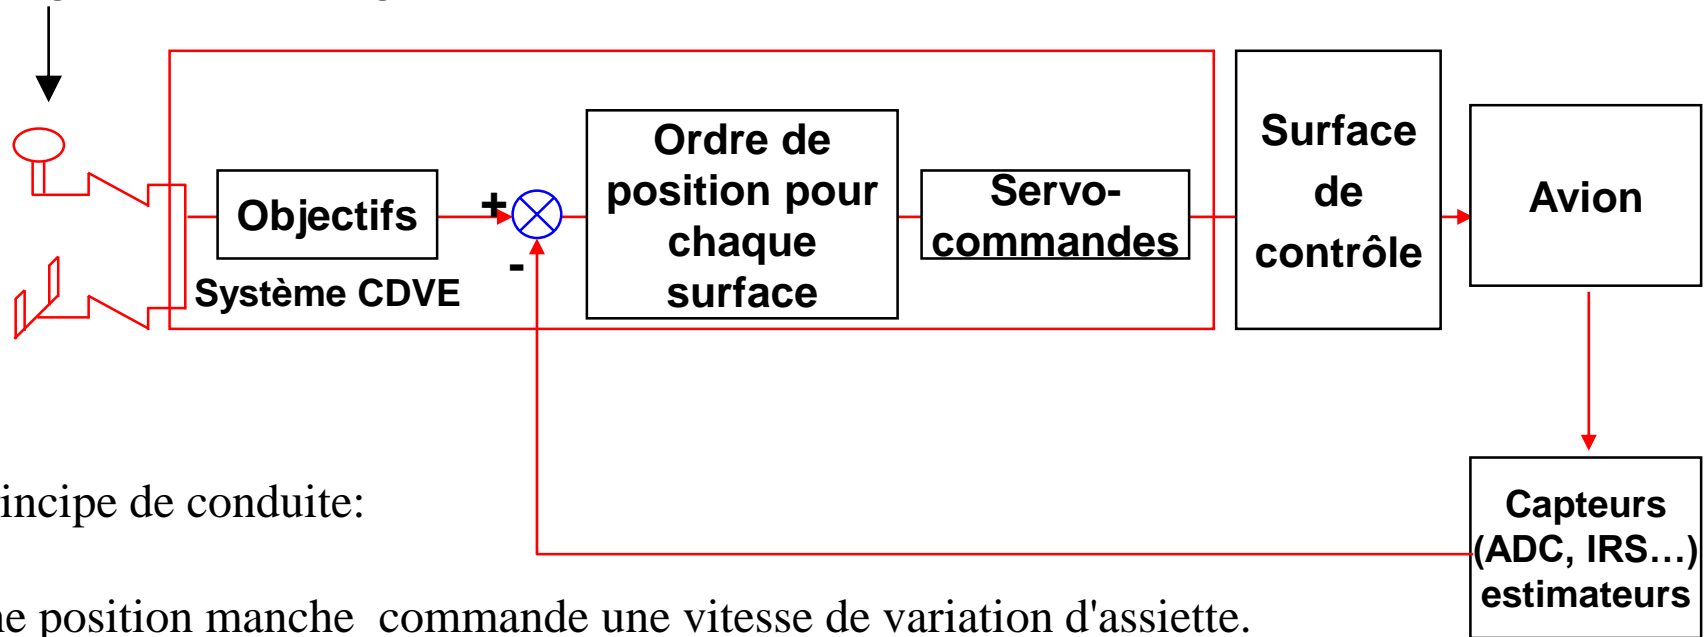 Objectifs
Système CDVE
+
-
Ordre de
position pour
chaque
surface
Servo-
commandes
Surface
de
contrôle
Avion
Capteurs
(ADC, IRS...)
estimateurs
incipe de conduite:
ne position manche commande une vitesse de variation d'assiette.